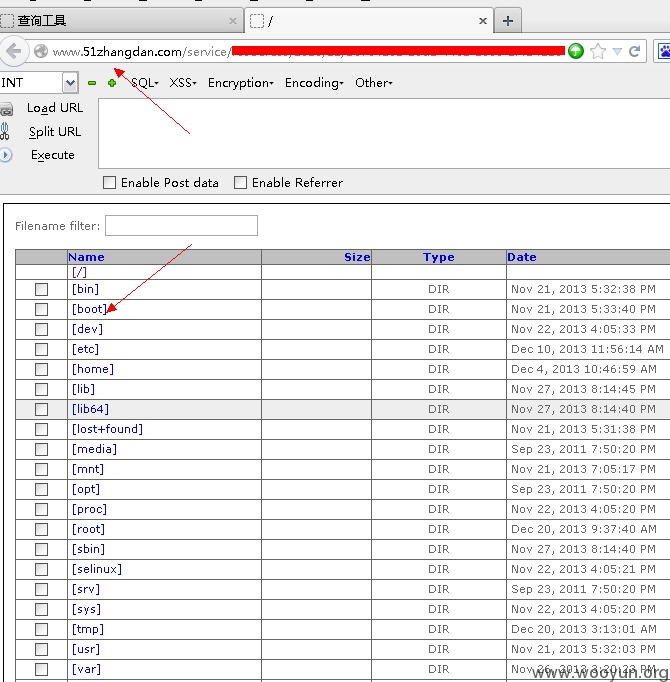 查询工具
/
www.51zhangdan.com/service/
INT SQL- XSS- Encryption- Encoding- Other-
Load URL
Split URL
Execute
Enable Post data Enable Referrer
Filename filter:
Name Size Type Date
[/]
[bin] DIR Nov 21, 2013 5:32:38 PM
[boot] DIR Nov 21, 2013 5:33:40 PM
[dev] DIR Nov 22, 2013 4:05:33 PM
[etc] DIR Dec 10, 2013 11:56:14 AM
[home] DIR Dec 4, 2013 10:46:59 AM
[lib] DIR Nov 27, 2013 8:14:45 PM
[lib64] DIR Nov 27, 2013 8:14:40 PM
[lost+found] DIR Nov 21, 2013 5:31:38 PM
[media] DIR Sep 23, 2011 7:50:20 PM
[mnt] DIR Nov 21, 2013 7:05:17 PM
[opt] DIR Sep 23, 2011 7:50:20 PM
[proc] DIR Nov 22, 2013 4:05:20 PM
[root] DIR Dec 20, 2013 9:37:40 AM
[sbin] DIR Nov 27, 2013 8:14:40 PM
[selinux] DIR Nov 22, 2013 4:05:21 PM
[srv] DIR Sep 23, 2011 7:50:20 PM
[sys] DIR Nov 22, 2013 4:05:20 PM
[tmp] DIR Dec 20, 2013 3:13:01 AM
[usr] DIR Nov 21, 2013 5:32:03 PM
[var] DIR Nov 26, 2013 3:20:23 PM
www.wooyun.org